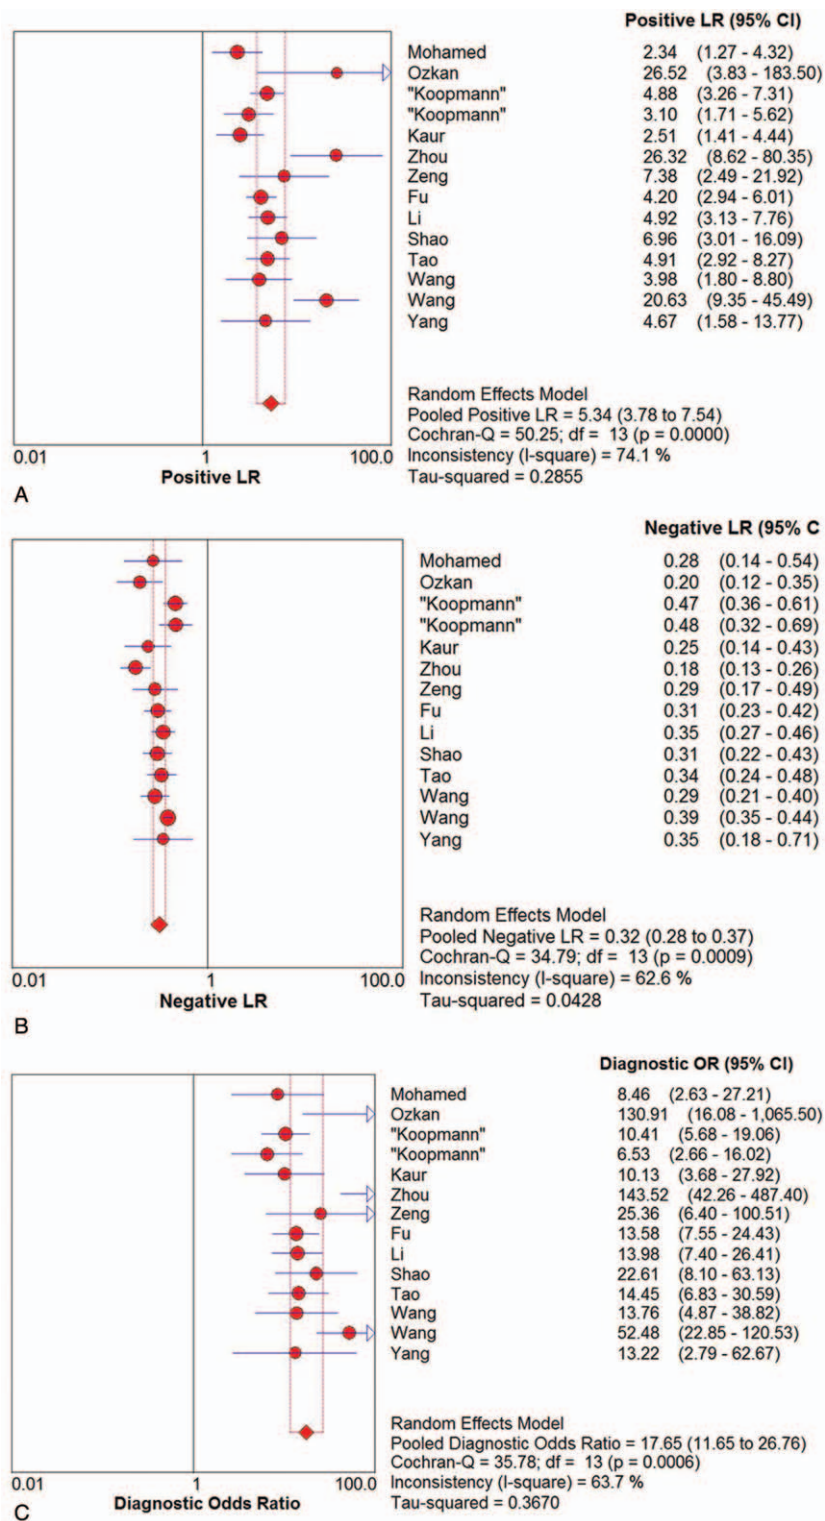 Positive LR (95% CI)
Mohamed 2.34 (1.27 - 4.32)
Ozkan 26.52 (3.83 - 183.50)
"Koopmann" 4.88 (3.26 - 7.31)
"Koopmann" 3.10 (1.71 - 5.62)
Kaur 2.51 (1.41 - 4.44)
Zhou 26.32 (8.62 - 80.35)
Zeng 7.38 (2.49 - 21.92)
Fu 4.20 (2.94 - 6.01)
Li 4.92 (3.13 - 7.76)
Shao 6.96 (3.01 - 16.09)
Tao 4.91 (2.92 - 8.27)
Wang 3.98 (1.80 - 8.80)
Wang 20.63 (9.35 - 45.49)
Yang 4.67 (1.58 - 13.77)
Random Effects Model
Pooled Positive LR = 5.34 (3.78 to 7.54)
Cochran-Q = 50.25; df = 13 (p = 0.0000)
Inconsistency (I-square) = 74.1 %
Tau-squared = 0.2855
0.01 1 100.0
Positive LR
A
Negative LR (95% C
Mohamed 0.28 (0.14 - 0.54)
Ozkan 0.20 (0.12 - 0.35)
"Koopmann" 0.47 (0.36 - 0.61)
"Koopmann" 0.48 (0.32 - 0.69)
Kaur 0.25 (0.14 - 0.43)
Zhou 0.18 (0.13 - 0.26)
Zeng 0.29 (0.17 - 0.49)
Fu 0.31 (0.23 - 0.42)
Li 0.35 (0.27 - 0.46)
Shao 0.31 (0.22 - 0.43)
Tao 0.34 (0.24 - 0.48)
Wang 0.29 (0.21 - 0.40)
Wang 0.39 (0.35 - 0.44)
Yang 0.35 (0.18 - 0.71)
Random Effects Model
Pooled Negative LR = 0.32 (0.28 to 0.37)
Cochran-Q = 34.79; df = 13 (p = 0.0009)
Inconsistency (I-square) = 62.6 %
Tau-squared = 0.0428
0.01 1 100.0
Negative LR
B
Diagnostic OR (95% CI)
Mohamed 8.46 (2.63 - 27.21)
Ozkan 130.91 (16.08 - 1,065.50)
"Koopmann" 10.41 (5.68 - 19.06)
"Koopmann" 6.53 (2.66 - 16.02)
Kaur 10.13 (3.68 - 27.92)
Zhou 143.52 (42.26 - 487.40)
Zeng 25.36 (6.40 - 100.51)
Fu 13.58 (7.55 - 24.43)
Li 13.98 (7.40 - 26.41)
Shao 22.61 (8.10 - 63.13)
Tao 14.45 (6.83 - 30.59)
Wang 13.76 (4.87 - 38.82)
Wang 52.48 (22.85 - 120.53)
Yang 13.22 (2.79 - 62.67)
Random Effects Model
Pooled Diagnostic Odds Ratio = 17.65 (11.65 to 26.76)
Cochran-Q = 35.78; df = 13 (p = 0.0006)
Inconsistency (I-square) = 63.7 %
Tau-squared = 0.3670
0.01 1 100.0
Diagnostic Odds Ratio
C